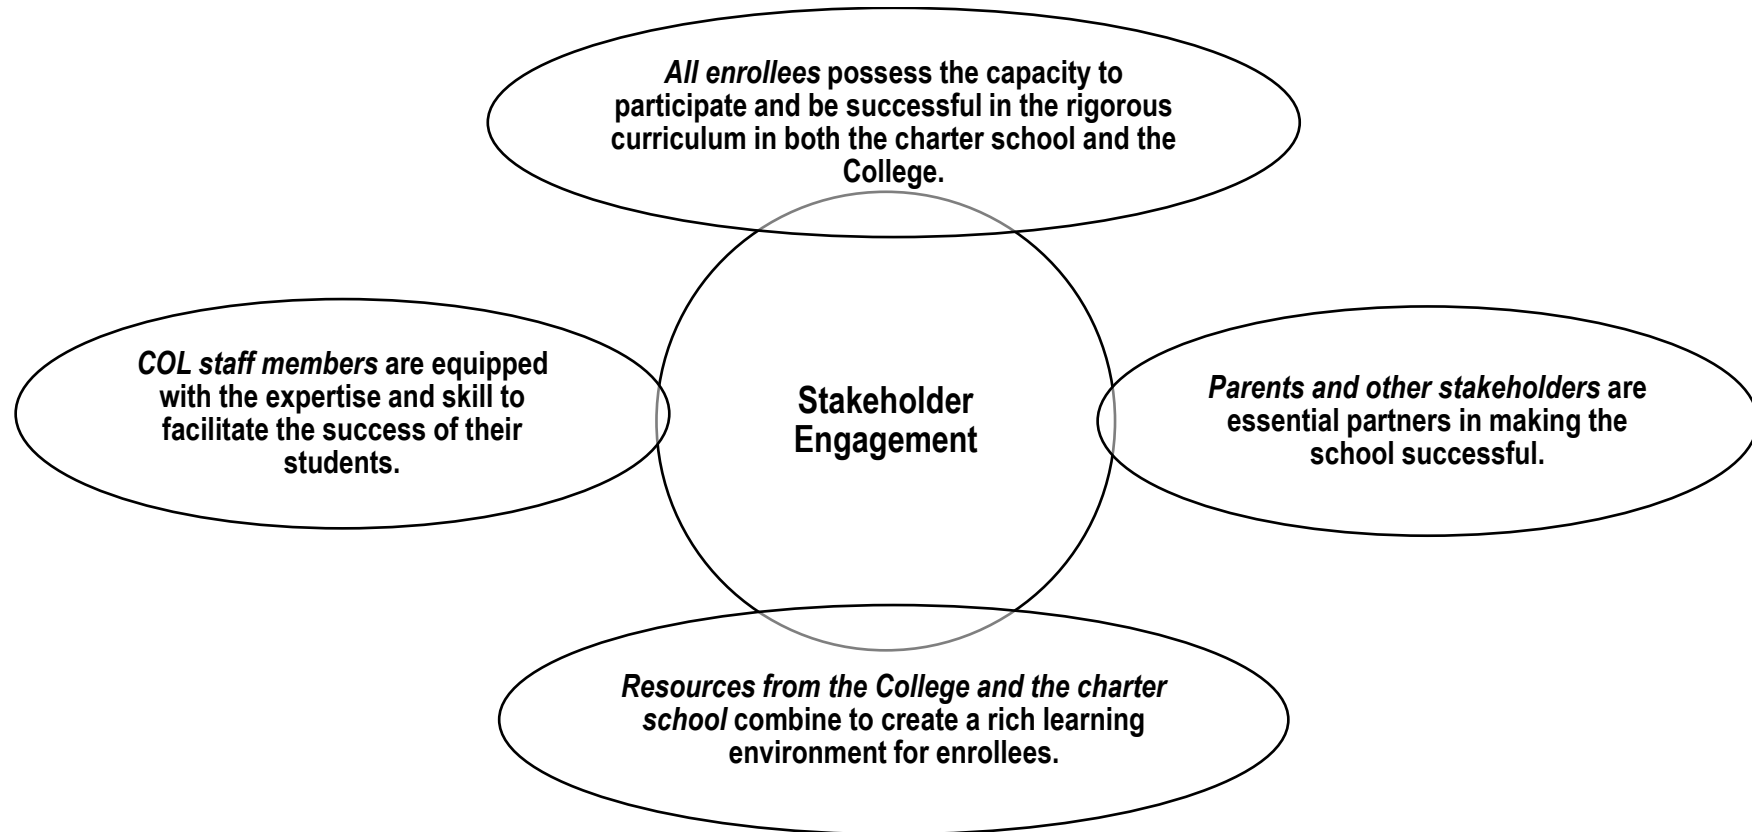 All enrollees possess the capacity to
participate and be successful in the rigorous
curriculum in both the charter school and the
College.
COL staff members are equipped
with the expertise and skill to
facilitate the success of their
students.
Stakeholder
Engagement
Parents and other stakeholders are
essential partners in making the
school successful.
Resources from the College and the charter
school combine to create a rich learning
environment for enrollees.